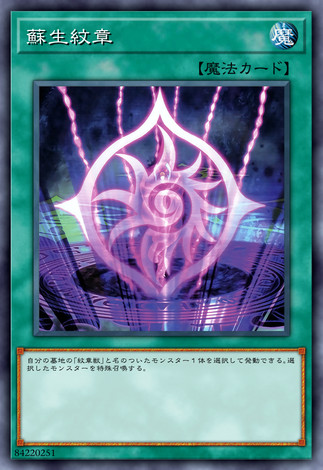 蘇生紋章
魔
【魔法カード】
自分の墓地の「紋章獣」と名のついたモンスター１体を選択して発動できる。選
択したモンスターを特殊召喚する。
84220251